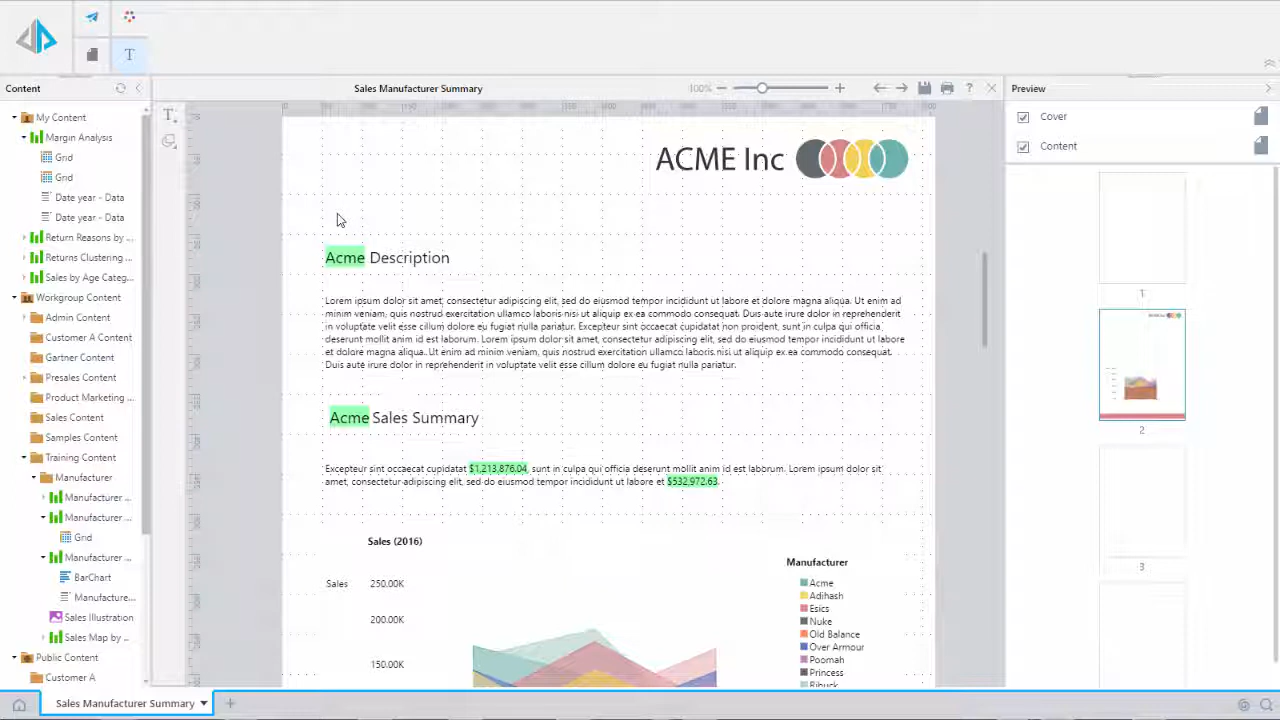 T
Content
Sales Manufacturer Summary
100%
?
Preview
My Content
Margin Analysis
Grid
Grid
Date year - Data
Date year - Data
Return Reasons by ...
Returns Clustering ...
Sales by Age Categ...
Workgroup Content
Admin Content
Customer A Content
Gartner Content
Presales Content
Product Marketing ...
Sales Content
Samples Content
Training Content
Manufacturer
Manufacturer ...
Manufacturer ...
Grid
Manufacturer ...
BarChart
Manufacture...
Sales Illustration
Sales Map by ...
Public Content
Customer A
T
ACME Inc
Acme Description
Lorem ipsum dolor sit amet, consectetur adipiscing elit, sed do eiusmod tempor incididunt ut labore et dolore magna aliqua. Ut enim ad
minim veniam, quis nostrud exercitation ullamco laboris nisi ut aliquip ex ea commodo consequat. Duis aute irure dolor in reprehenderit
in voluptate velit esse cillum dolore eu fugiat nulla pariatur. Excepteur sint occaecat cupidatat non proident, sunt in culpa qui officia
deserunt mollit anim id est laborum. Lorem ipsum dolor sit amet, consectetur adipiscing elit, sed do eiusmod tempor incididunt ut labore
et dolore magna aliqua. Ut enim ad minim veniam, quis nostrud exercitation ullamco laboris nisi ut aliquip ex ea commodo consequat.
Duis aute irure dolor in reprehenderit in voluptate velit esse cillum dolore eu fugiat nulla pariatur.
Acme Sales Summary
Excepteur sint occaecat cupidatat $1,213,876.04, sunt in culpa qui officia deserunt mollit anim id est laborum. Lorem ipsum dolor sit
amet, consectetur adipiscing elit, sed do eiusmod tempor incididunt ut labore et $532,972.63.
Sales (2016)
Sales
250.00K
200.00K
150.00K
Manufacturer
Acme
Adihash
Esics
Nuke
Old Balance
Over Armour
Poomah
Princess
Ribuck
Cover
Content
1
2
3
Sales Manufacturer Summary